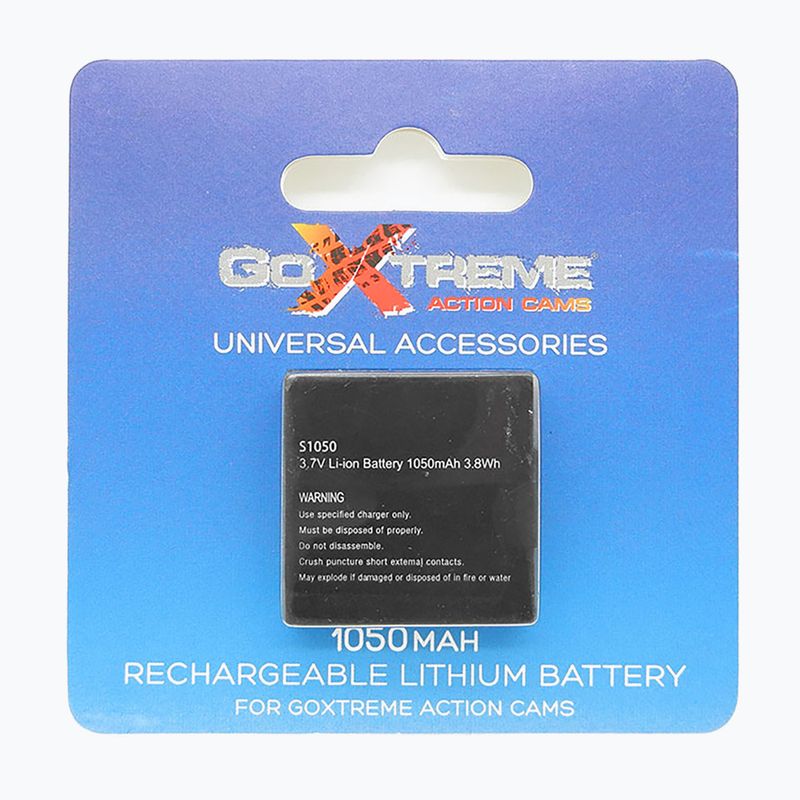 GOXTREME®
ACTION CAMS
UNIVERSAL ACCESSORIES
S1050
3.7V Li-ion Battery 1050mAh 3.8Wh
WARNING
Use specified charger only.
Must be disposed of properly.
Do not disassemble.
Crush puncture short external contacts.
May explode if damaged or disposed of in fire or water
1050MAH
RECHARGEABLE LITHIUM BATTERY
FOR GOXTREME ACTION CAMS